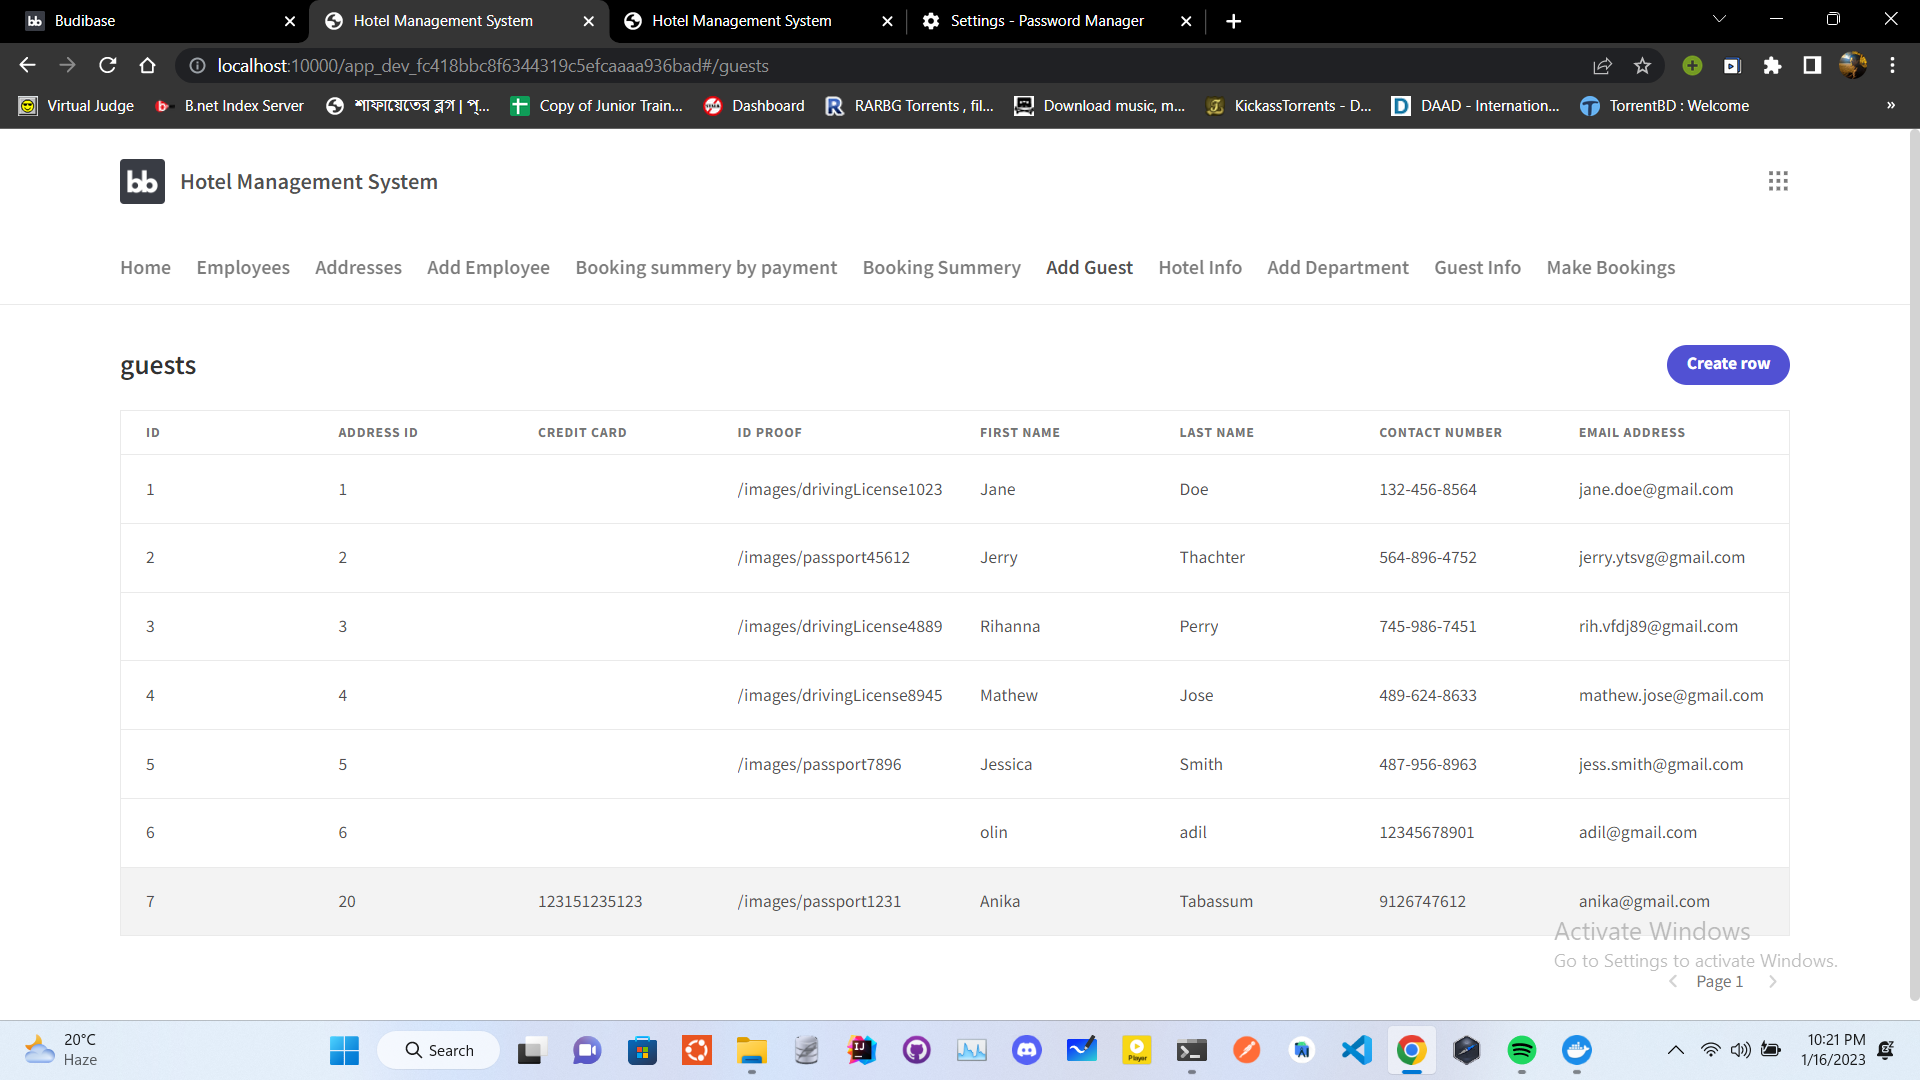 Budibase
Hotel Management System
Hotel Management System
Settings - Password Manager
localhost:10000/app_dev_fc418bbc8f6344319c5efcaaaa936bad#/guests
Virtual Judge
B.net Index Server
শাফায়েতের ব্লগ | প্...
Copy of Junior Train...
Dashboard
RARBG Torrents , fil...
Download music, m...
KickassTorrents - D...
DAAD - Internation...
TorrentBD : Welcome
»
bb Hotel Management System
Home Employees Addresses Add Employee Booking summery by payment Booking Summery Add Guest Hotel Info Add Department Guest Info Make Bookings
guests
Create row
ID ADDRESS ID CREDIT CARD ID PROOF FIRST NAME LAST NAME CONTACT NUMBER EMAIL ADDRESS
1 1 /images/drivingLicense1023 Jane Doe 132-456-8564 jane.doe@gmail.com
2 2 /images/passport45612 Jerry Thachter 564-896-4752 jerry.ytsvg@gmail.com
3 3 /images/drivingLicense4889 Rihanna Perry 745-986-7451 rih.vfdj89@gmail.com
4 4 /images/drivingLicense8945 Mathew Jose 489-624-8633 mathew.jose@gmail.com
5 5 /images/passport7896 Jessica Smith 487-956-8963 jess.smith@gmail.com
6 6 olin adil 12345678901 adil@gmail.com
7 20 123151235123 /images/passport1231 Anika Tabassum 9126747612 anika@gmail.com
Activate Windows
Go to Settings to activate Windows.
Page 1
20°C
Haze
Search
10:21 PM
1/16/2023